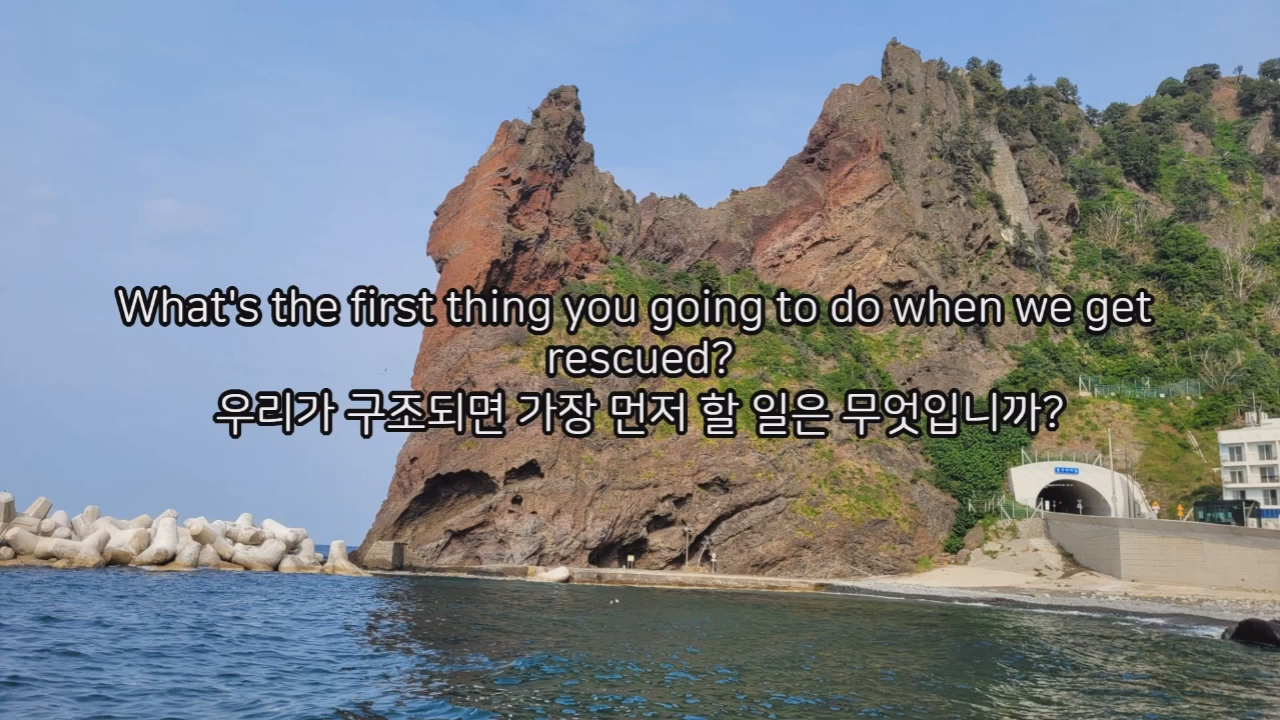 What's the first thing you going to do when we get
rescued?
우리가 구조되면 가장 먼저 할 일은 무엇입니까?